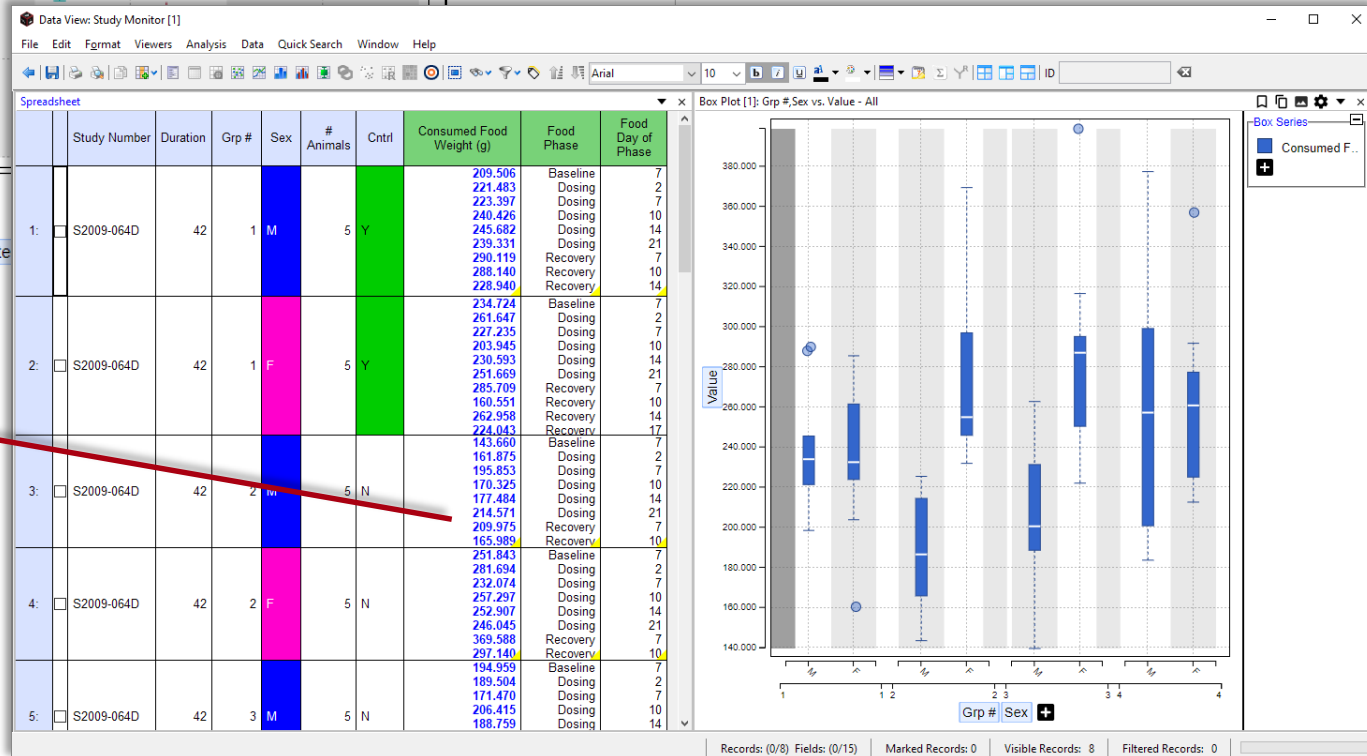 Data View: Study Monitor [1]
File Edit Format Viewers Analysis Data Quick Search Window Help
Arial 10 b i u a ID
Spreadsheet
Study Number Duration Grp # Sex # Animals Cntrl Consumed Food Weight (g) Food Phase Food Day of Phase
1: S2009-064D 42 1 M 5 Y
209.506 Baseline 7
221.483 Dosing 2
223.397 Dosing 7
240.426 Dosing 10
245.682 Dosing 14
239.331 Dosing 21
290.119 Recovery 7
288.140 Recovery 10
228.940 Recovery 14
2: S2009-064D 42 1 F 5 Y
234.724 Baseline 7
261.647 Dosing 2
227.235 Dosing 7
203.945 Dosing 10
230.593 Dosing 14
251.669 Dosing 21
285.709 Recovery 7
160.551 Recovery 10
262.958 Recovery 14
224.043 Recovery 17
3: S2009-064D 42 2 M 5 N
143.660 Baseline 7
161.875 Dosing 2
195.853 Dosing 7
170.325 Dosing 10
177.484 Dosing 14
214.571 Dosing 21
209.975 Recovery 7
165.989 Recovery 10
4: S2009-064D 42 2 F 5 N
251.843 Baseline 7
281.694 Dosing 2
232.074 Dosing 7
257.297 Dosing 10
252.907 Dosing 14
246.045 Dosing 21
369.588 Recovery 7
297.140 Recovery 10
5: S2009-064D 42 3 M 5 N
194.959 Baseline 7
189.504 Dosing 2
171.470 Dosing 7
206.415 Dosing 10
188.759 Dosing 14
Box Plot [1]: Grp #,Sex vs. Value - All
Box Series
Consumed F..
Value
380.000
360.000
340.000
320.000
300.000
280.000
260.000
240.000
220.000
200.000
180.000
160.000
140.000
M F M F M F M F
1 1 2 2 3 3 4 4
Grp # Sex
Records: (0/8) Fields: (0/15) Marked Records: 0 Visible Records: 8 Filtered Records: 0